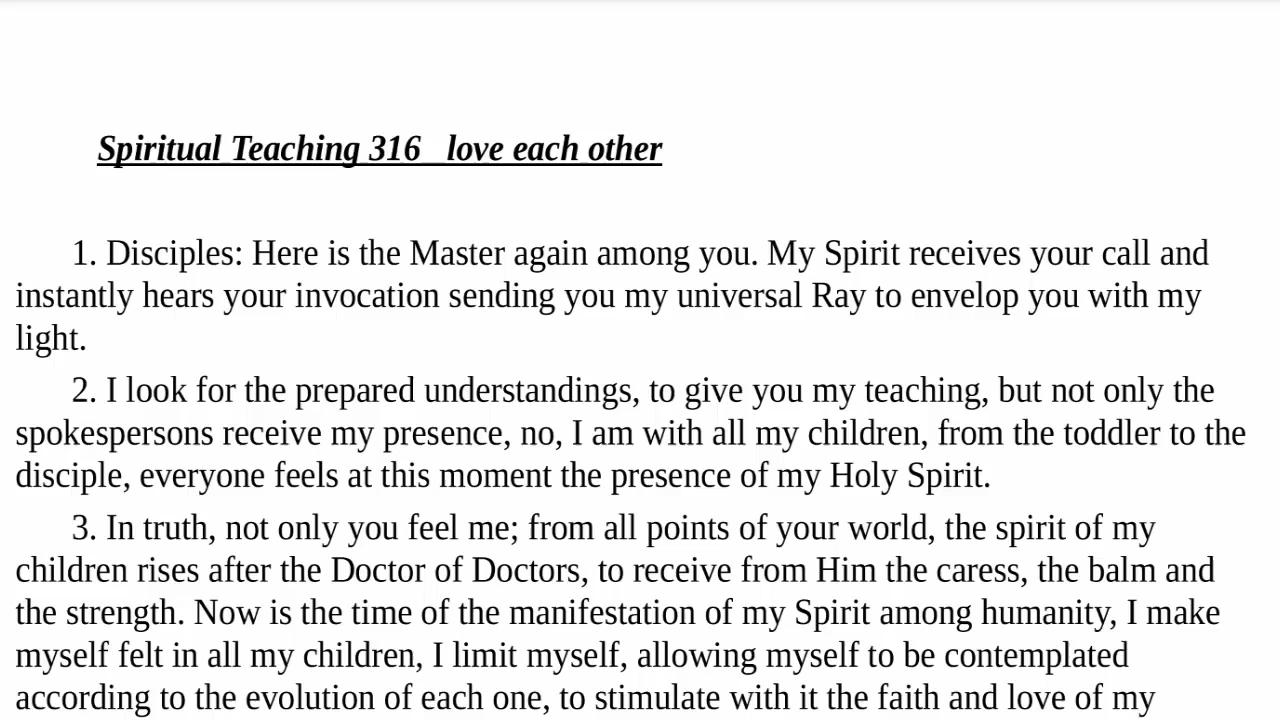 Spiritual Teaching 316   love each other
1. Disciples: Here is the Master again among you. My Spirit receives your call and
instantly hears your invocation sending you my universal Ray to envelop you with my
light.
2. I look for the prepared understandings, to give you my teaching, but not only the
spokespersons receive my presence, no, I am with all my children, from the toddler to the
disciple, everyone feels at this moment the presence of my Holy Spirit.
3. In truth, not only you feel me; from all points of your world, the spirit of my
children rises after the Doctor of Doctors, to receive from Him the caress, the balm and
the strength. Now is the time of the manifestation of my Spirit among humanity, I make
myself felt in all my children, I limit myself, allowing myself to be contemplated
according to the evolution of each one, to stimulate with it the faith and love of my